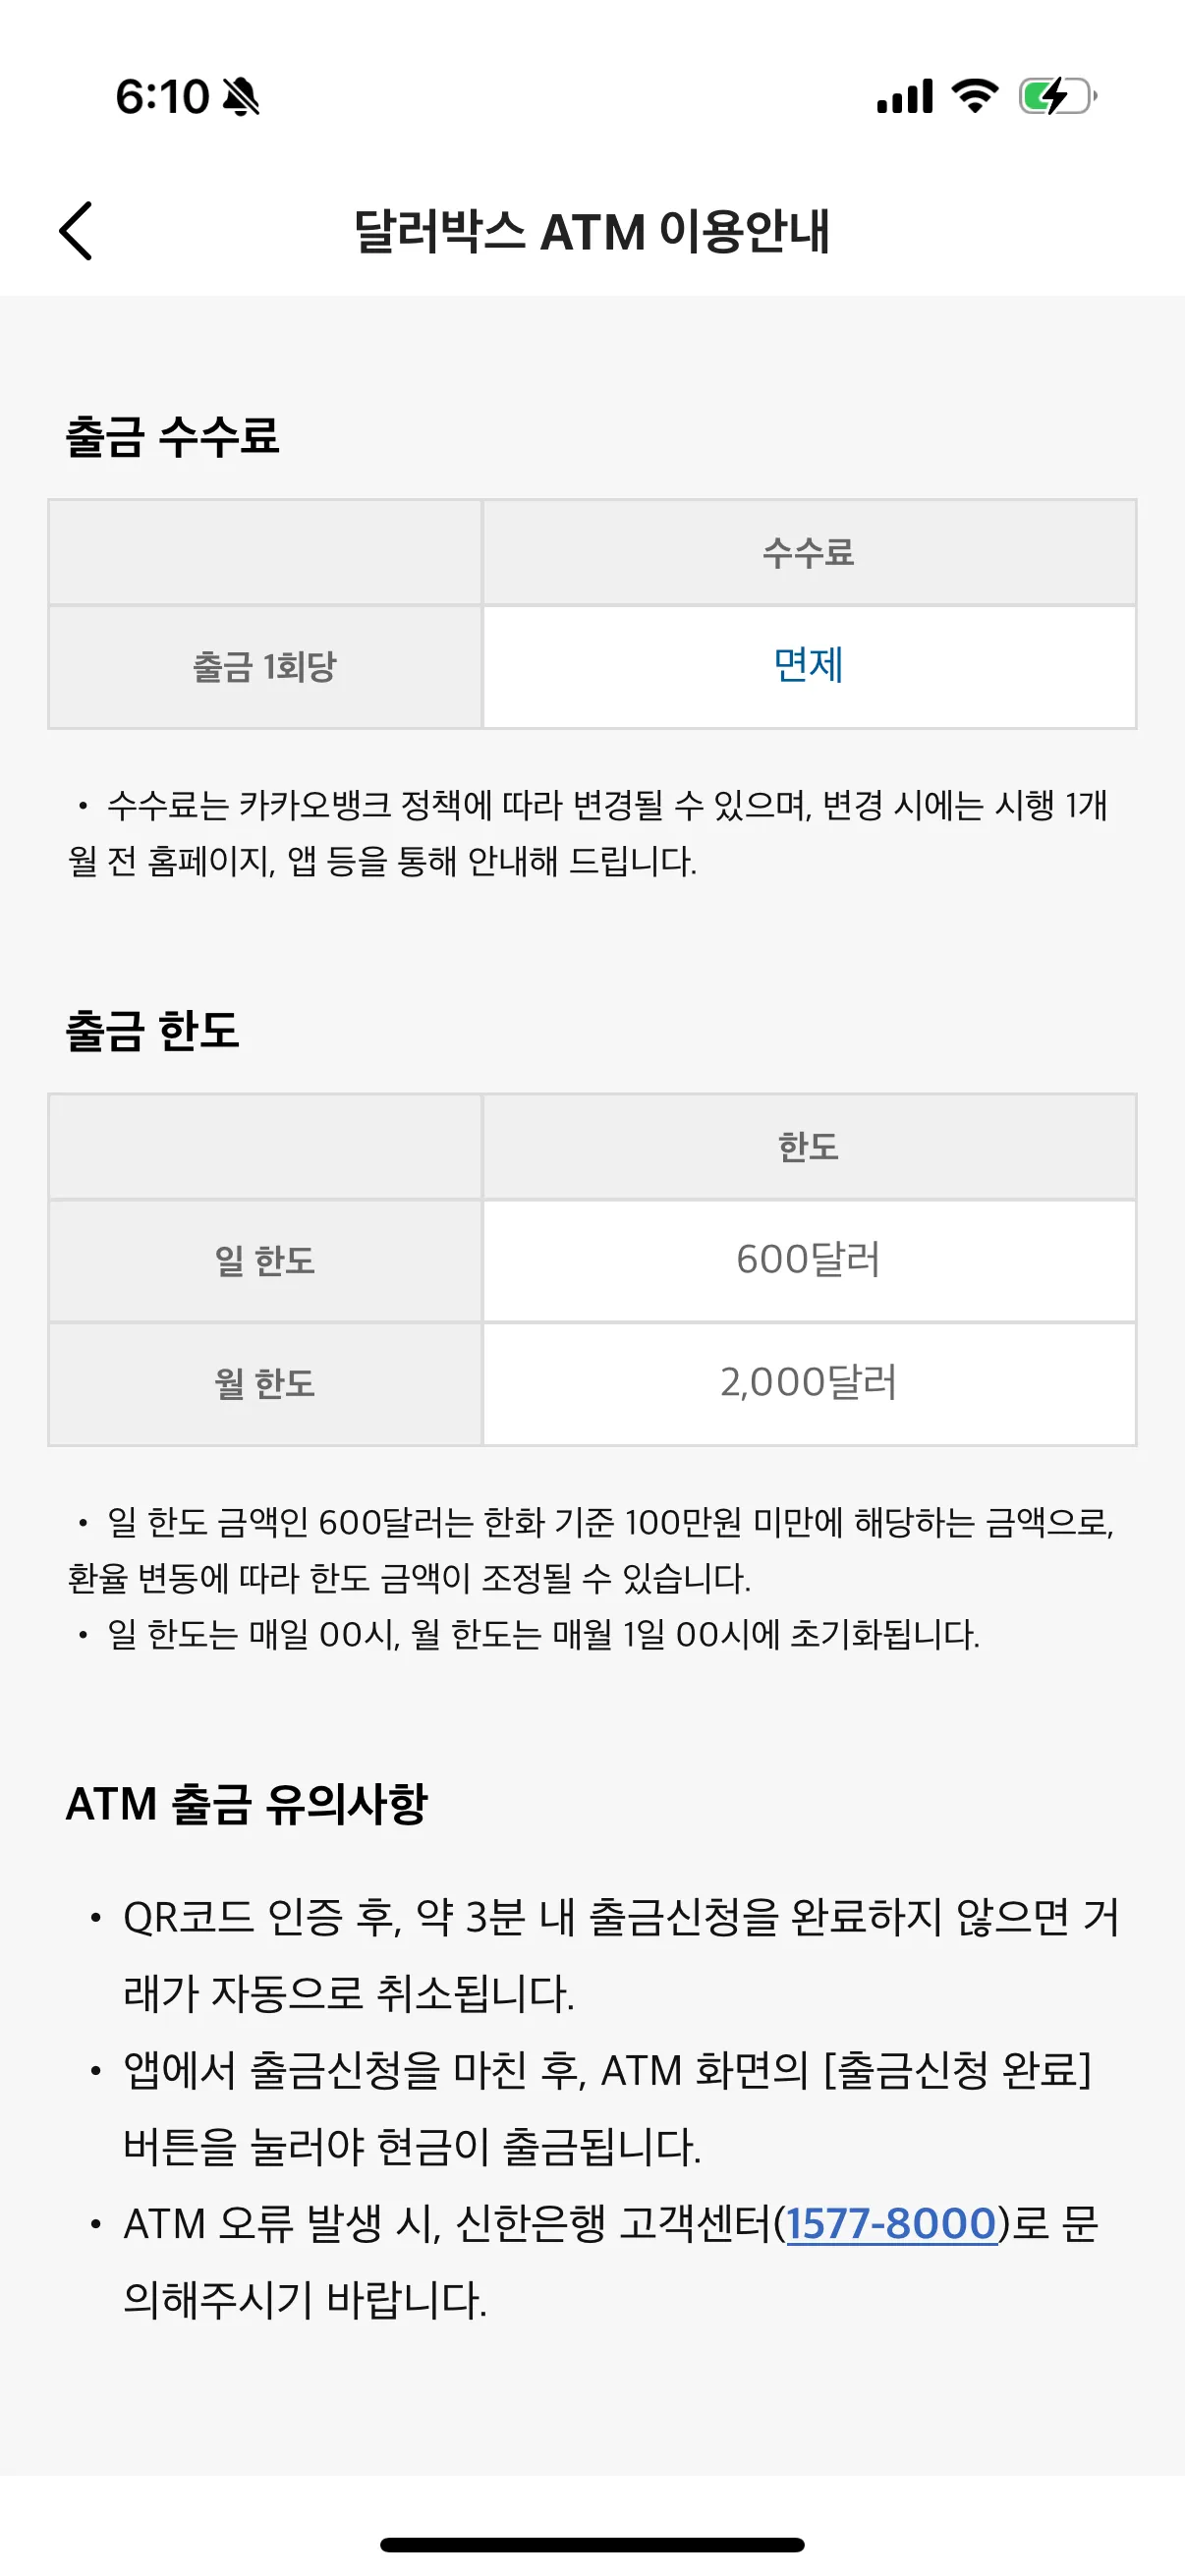 6:10
달러박스 ATM 이용안내
출금 수수료
수수료
출금 1회당 면제
• 수수료는 카카오뱅크 정책에 따라 변경될 수 있으며, 변경 시에는 시행 1개
월 전 홈페이지, 앱 등을 통해 안내해 드립니다.
출금 한도
한도
일 한도 600달러
월 한도 2,000달러
• 일 한도 금액인 600달러는 한화 기준 100만원 미만에 해당하는 금액으로,
환율 변동에 따라 한도 금액이 조정될 수 있습니다.
• 일 한도는 매일 00시, 월 한도는 매월 1일 00시에 초기화됩니다.
ATM 출금 유의사항
• QR코드 인증 후, 약 3분 내 출금신청을 완료하지 않으면 거
래가 자동으로 취소됩니다.
• 앱에서 출금신청을 마친 후, ATM 화면의 [출금신청 완료]
버튼을 눌러야 현금이 출금됩니다.
• ATM 오류 발생 시, 신한은행 고객센터(1577-8000)로 문
의해주시기 바랍니다.